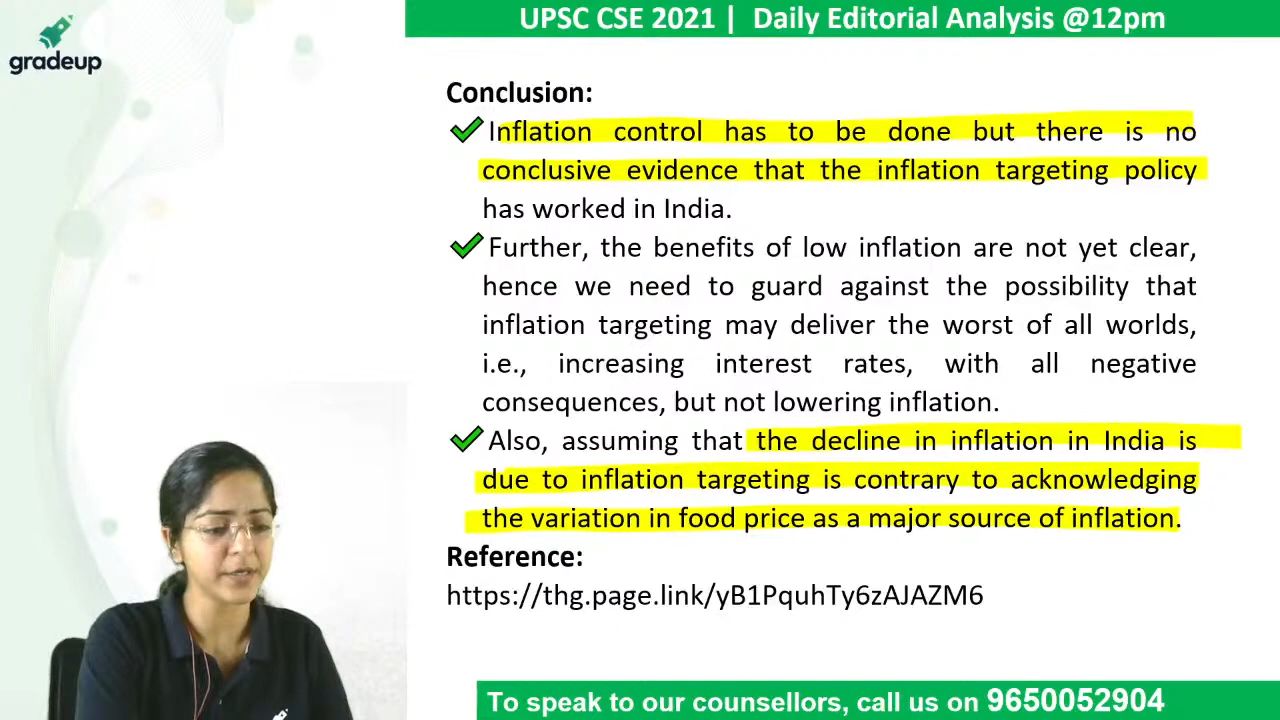 UPSC CSE 2021 | Daily Editorial Analysis @12pm
gradeup
Conclusion:
Inflation control has to be done but there is no
conclusive evidence that the inflation targeting policy
has worked in India.
Further, the benefits of low inflation are not yet clear,
hence we need to guard against the possibility that
inflation targeting may deliver the worst of all worlds,
i.e., increasing interest rates, with all negative
consequences, but not lowering inflation.
Also, assuming that the decline in inflation in India is
due to inflation targeting is contrary to acknowledging
the variation in food price as a major source of inflation.
Reference:
https://thg.page.link/yB1PquhTy6zAJAZM6
To speak to our counsellors, call us on 9650052904